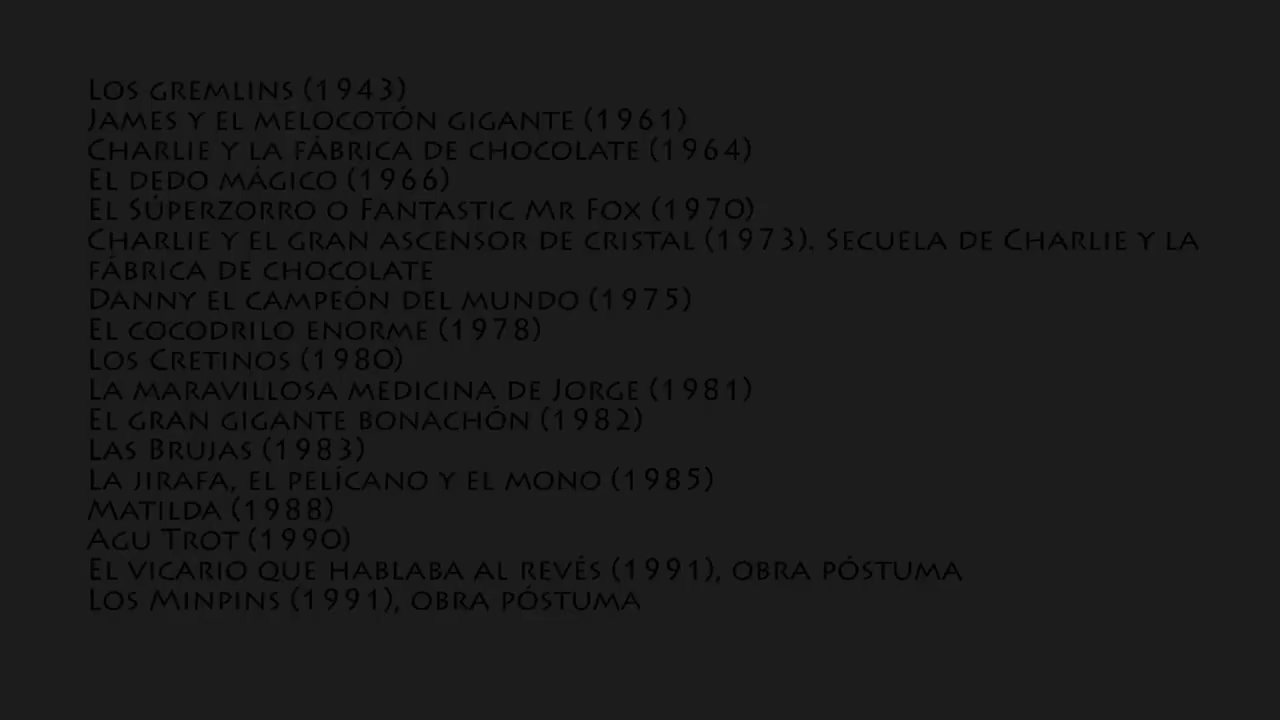 Los gremlins (1943)
James y el melocotón gigante (1961)
Charlie y la fábrica de chocolate (1964)
El dedo mágico (1966)
El Súperzorro o Fantastic Mr Fox (1970)
Charlie y el gran ascensor de cristal (1973). Secuela de Charlie y la
fábrica de chocolate
Danny el campeón del mundo (1975)
El cocodrilo enorme (1978)
Los Cretinos (1980)
La maravillosa medicina de Jorge (1981)
El gran gigante bonachón (1982)
Las Brujas (1983)
La jirafa, el pelícano y el mono (1985)
Matilda (1988)
Agu Trot (1990)
El vicario que hablaba al revés (1991), obra póstuma
Los Minpins (1991), obra póstuma